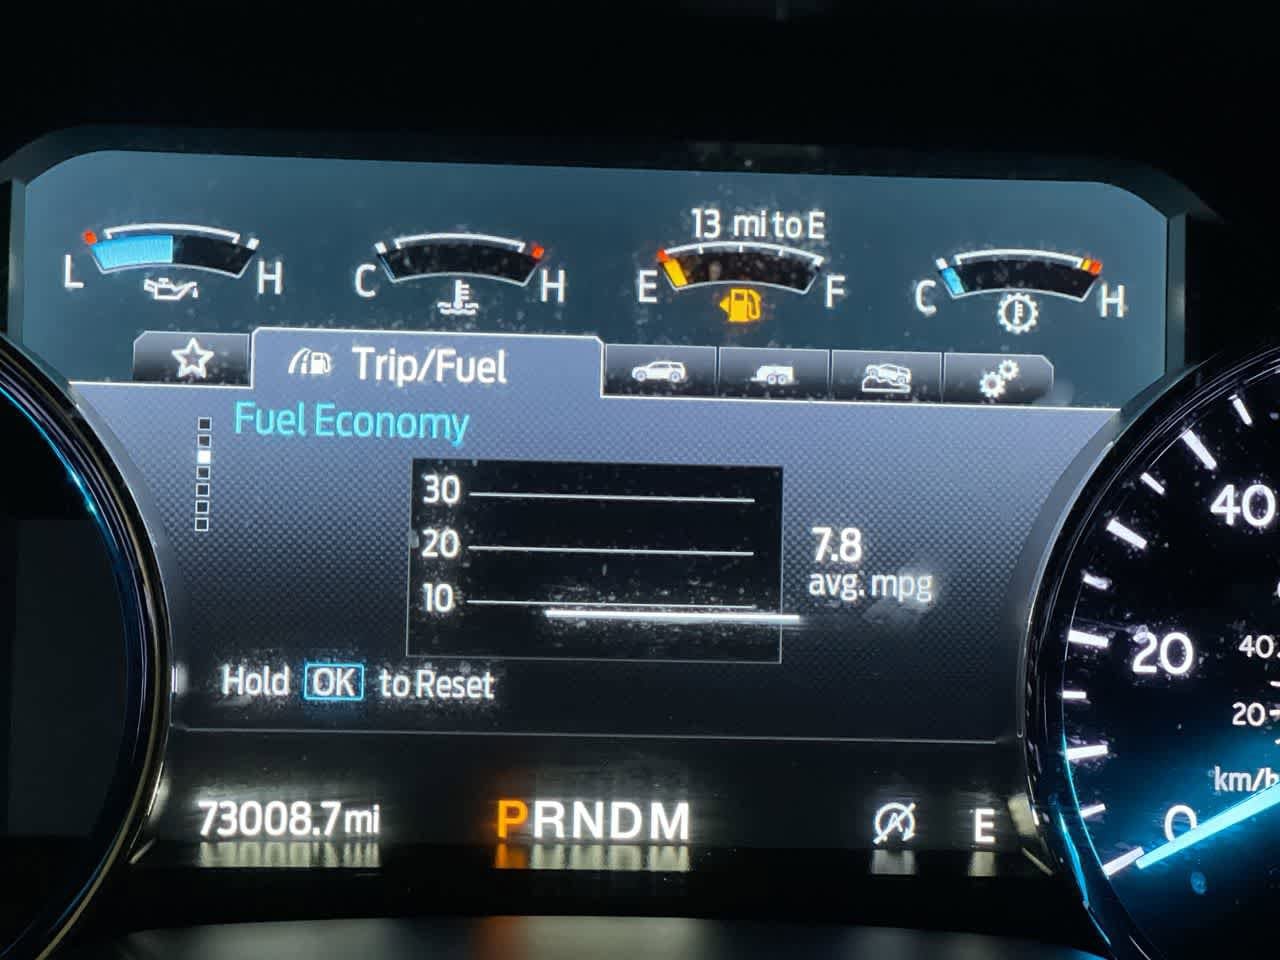 13 mi to E
L H C H E F C H
Trip/Fuel
Fuel Economy
30
20
10
7.8
avg. mpg
Hold OK to Reset
73008.7 mi PRNDM E
40
20
0
40
20
km/h